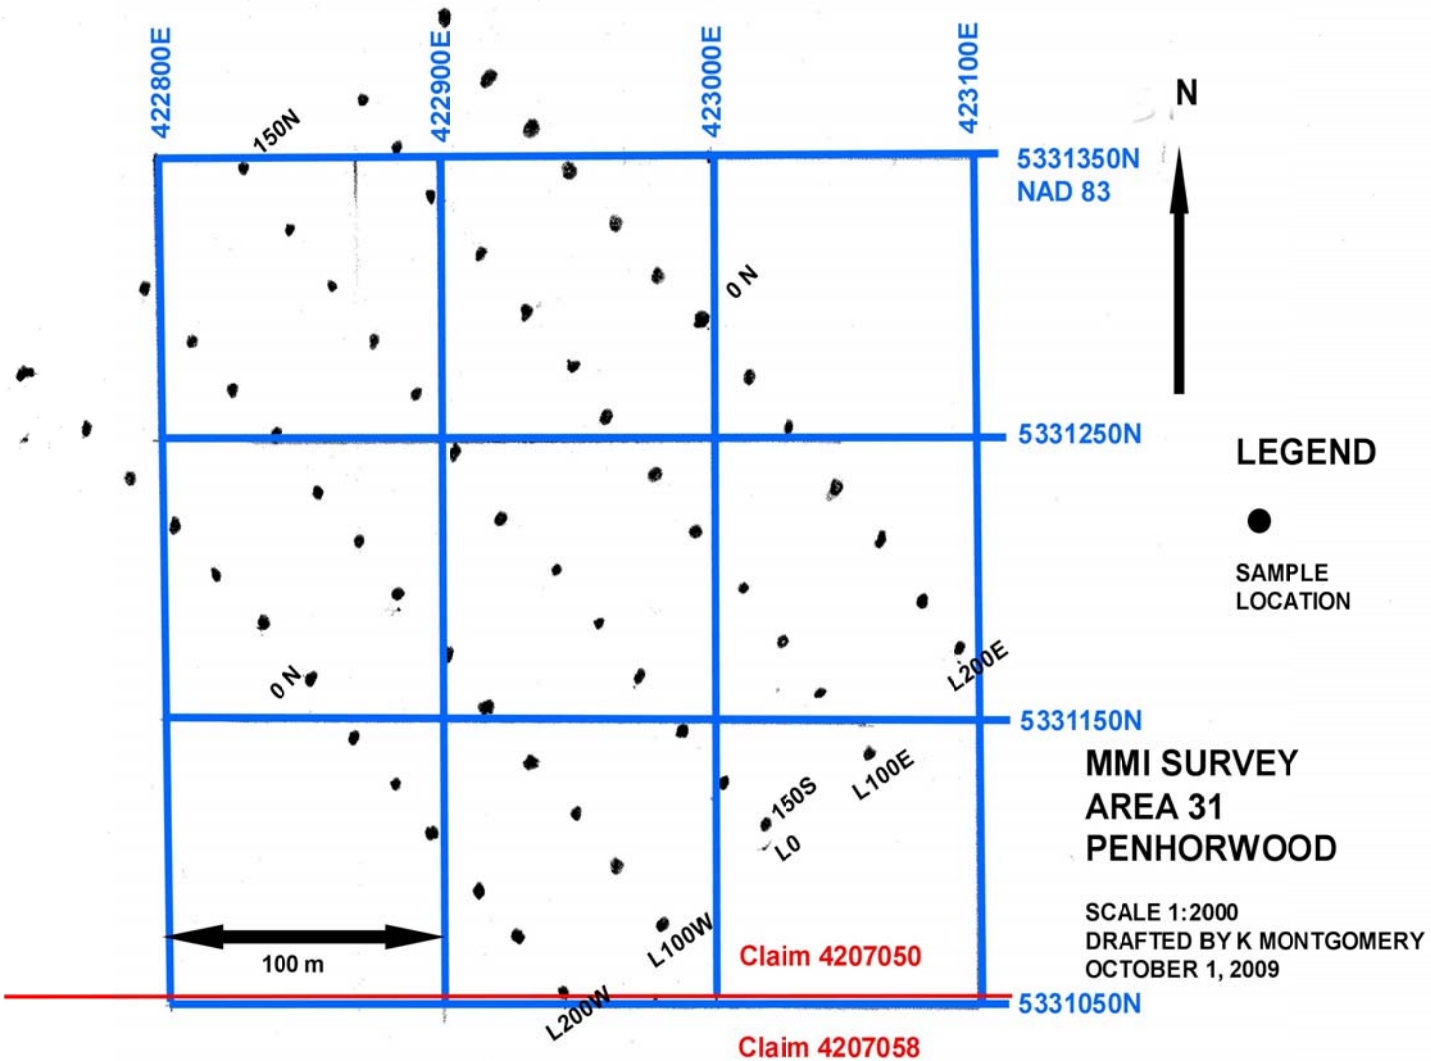 422800E
422900E
423000E
423100E
N
150N
5331350N
NAD 83
0 N
5331250N
LEGEND
SAMPLE
LOCATION
0 N
L200E
5331150N
MMI SURVEY
AREA 31
PENHORWOOD
L100E
150S
L0
SCALE 1:2000
DRAFTED BY K MONTGOMERY
OCTOBER 1, 2009
L100W
Claim 4207050
100 m
5331050N
L200W
Claim 4207058